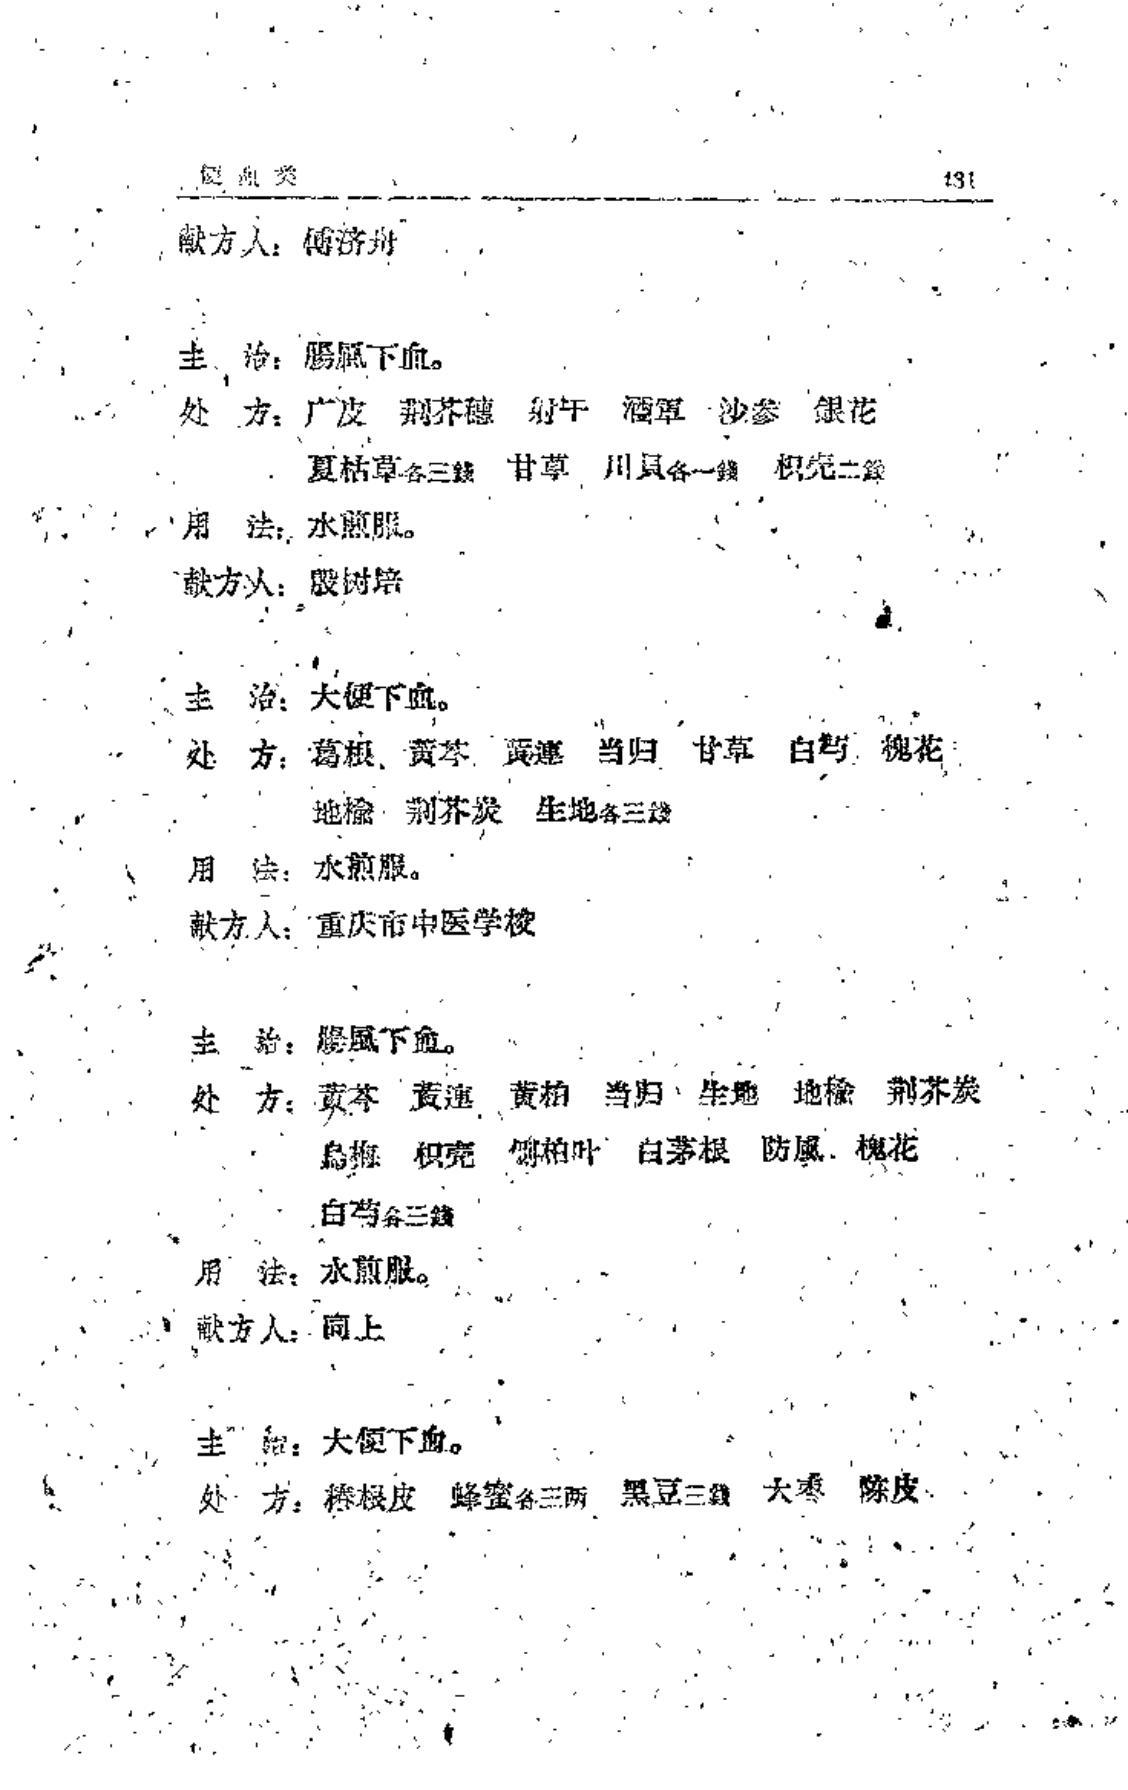 便血类 131
献方人：傅济舟
主 治：腸風下血。
处 方：广皮 荆芥穗 射干 酒軍 沙参 銀花
夏枯草各三錢 甘草 川貝各一錢 枳壳二錢
用 法：水煎服。
献方人：殷树培
主 治：大便下血。
处 方：葛根 黄芩 黄連 当归 甘草 白芍 槐花
地榆 荆芥炭 生地各三錢
用 法：水煎服。
献方人：重庆市中医学校
主 治：腸風下血。
处 方：黄芩 黄連 黄柏 当归 生地 地榆 荆芥炭
烏梅 枳壳 側柏叶 白茅根 防風 槐花
白芍各三錢
用 法：水煎服。
献方人：同上
主 治：大便下血。
处 方：椿根皮 蜂蜜各三两 黑豆三錢 大枣 陈皮